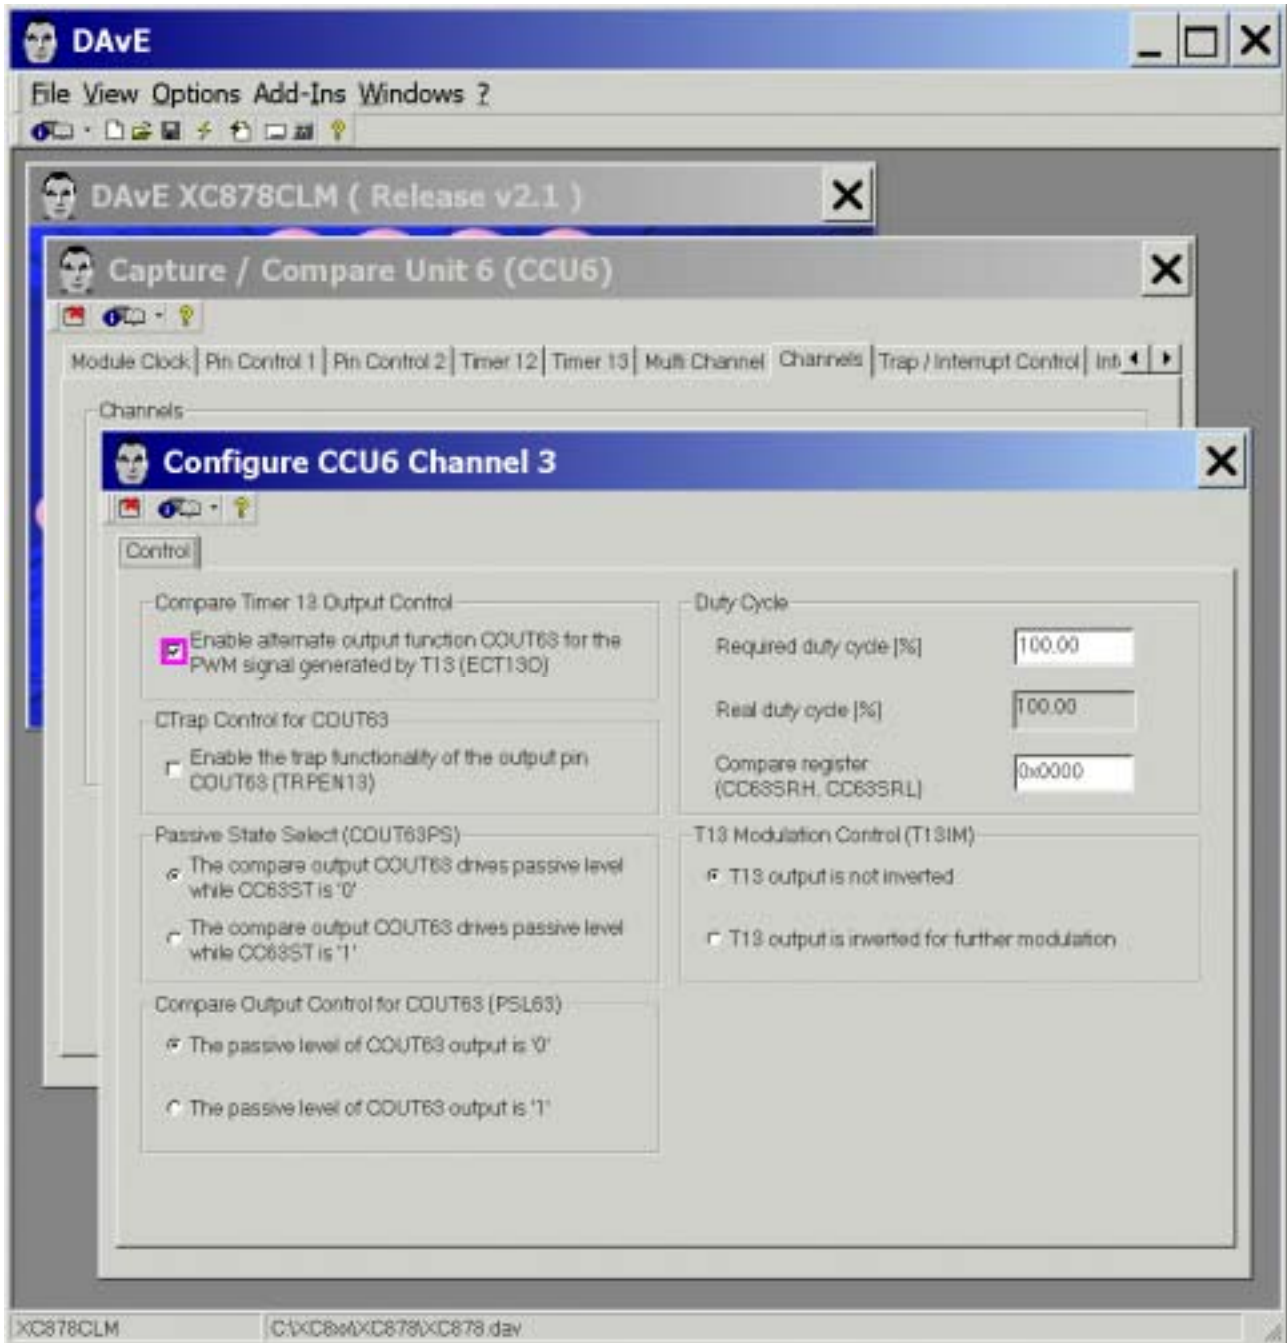 DAvE
File View Options Add-Ins Windows ?
DAvE XC878CLM ( Release v2.1 )
Capture / Compare Unit 6 (CCU6)
Module Clock Pin Control 1 Pin Control 2 Timer 12 Timer 13 Multi Channel Channels Trap / Interrupt Control Int
Channels
Configure CCU6 Channel 3
Control
Compare Timer 13 Output Control
Enable alternate output function COUT63 for the
PWM signal generated by T13 (ECT13O)
CTrap Control for COUT63
Enable the trap functionality of the output pin
COUT63 (TRPEN13)
Passive State Select (COUT63PS)
The compare output COUT63 drives passive level
while CC63ST is '0'
The compare output COUT63 drives passive level
while CC63ST is '1'
Compare Output Control for COUT63 (PSL63)
The passive level of COUT63 output is '0'
The passive level of COUT63 output is '1'
Duty Cycle
Required duty cycle [%] 100.00
Real duty cycle [%] 100.00
Compare register
(CC63SRH, CC63SRL) 0x0000
T13 Modulation Control (T13IM)
T13 output is not inverted
T13 output is inverted for further modulation
XC878CLM